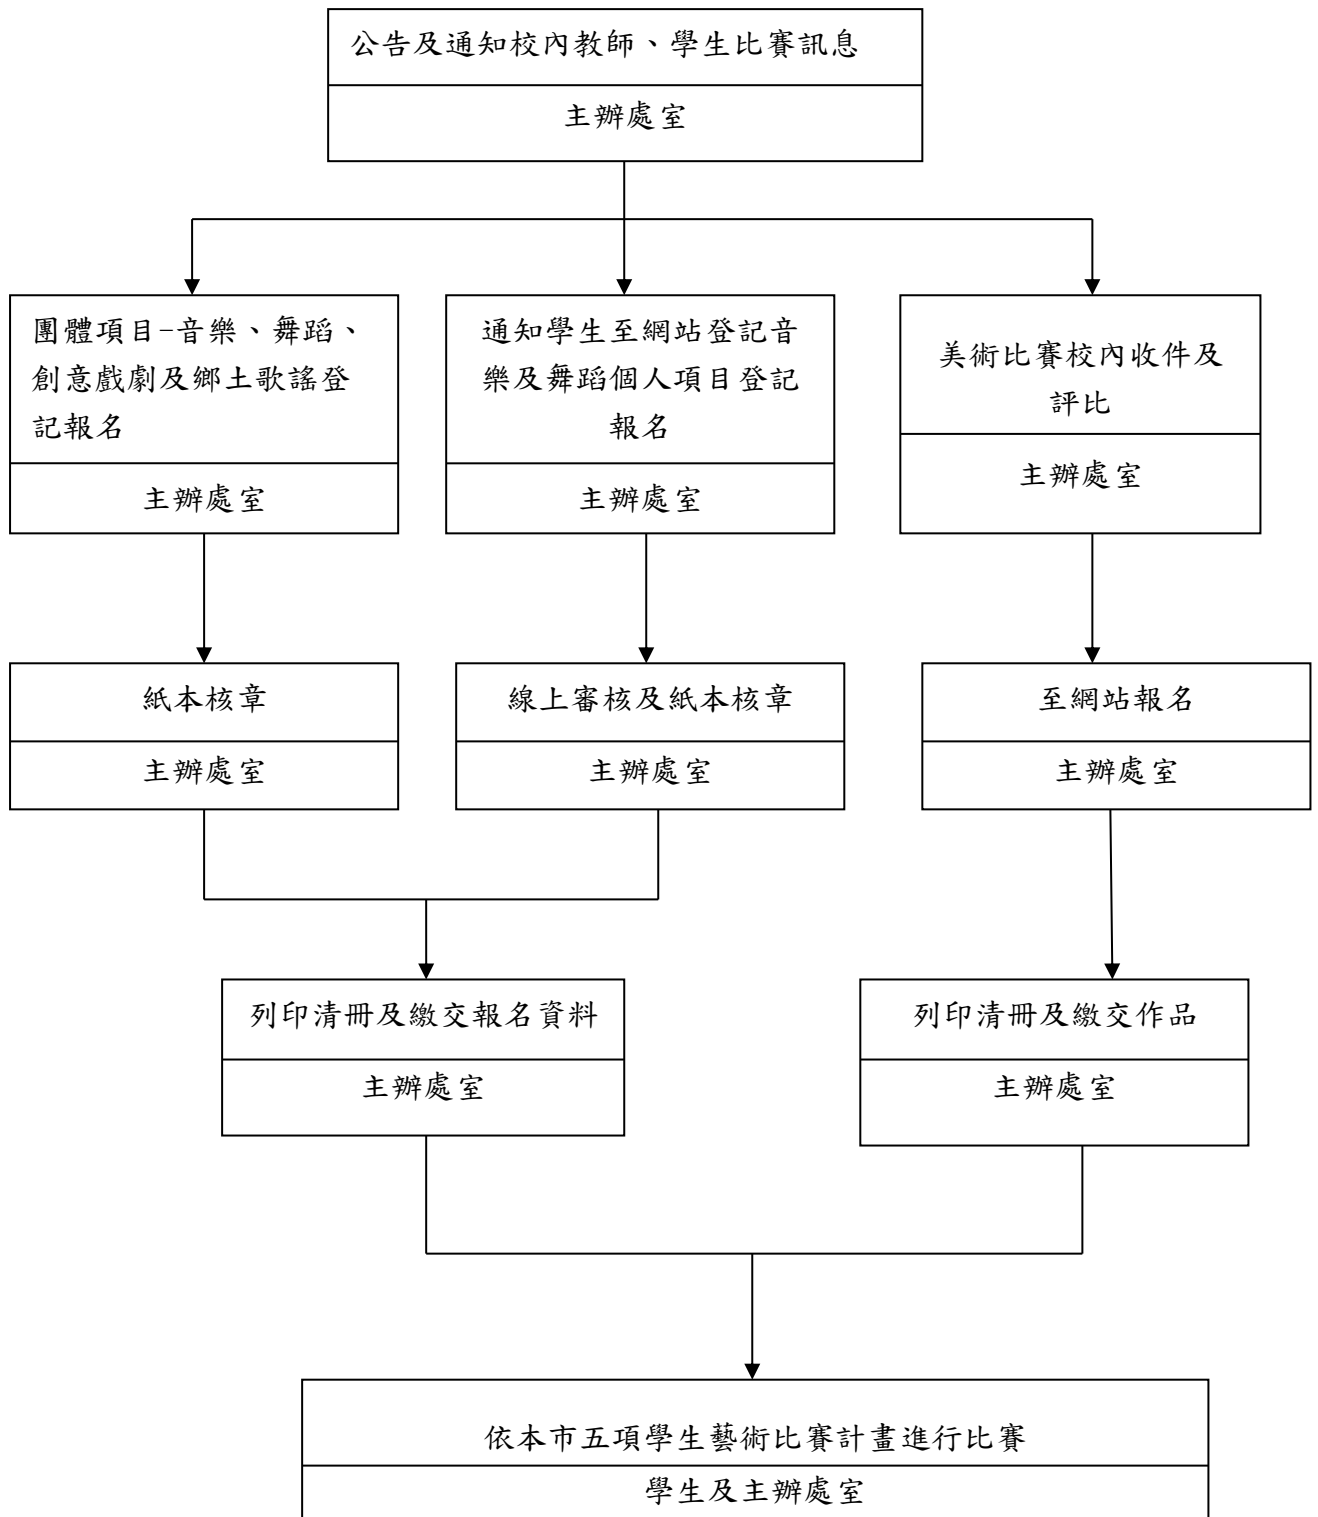 公告及通知校內教師、學生比賽訊息
主辦處室
團體項目-音樂、舞蹈、
創意戲劇及鄉土歌謠登
記報名
主辦處室
通知學生至網站登記音
樂及舞蹈個人項目登記
報名
主辦處室
美術比賽校內收件及
評比
主辦處室
紙本核章
主辦處室
線上審核及紙本核章
主辦處室
至網站報名
主辦處室
列印清冊及繳交報名資料
主辦處室
列印清冊及繳交作品
主辦處室
依本市五項學生藝術比賽計畫進行比賽
學生及主辦處室